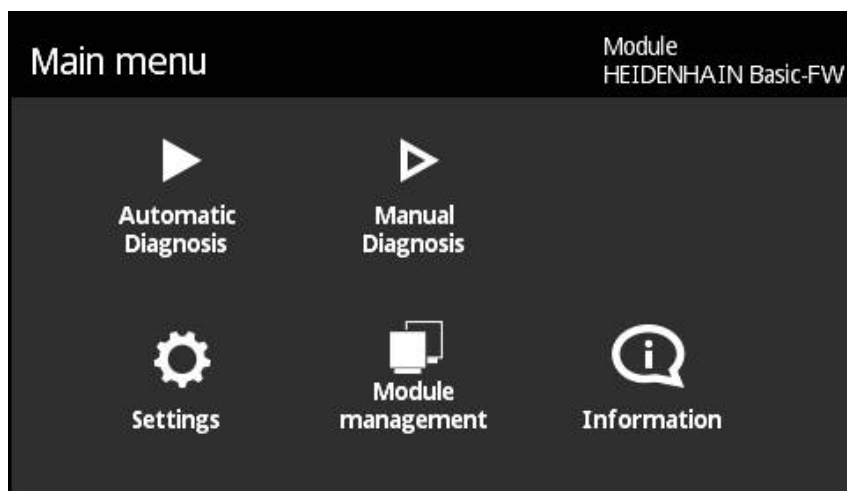 Main menu
Module
HEIDENHAIN Basic-FW
Automatic
Diagnosis
Manual
Diagnosis
Settings
Module
management
Information